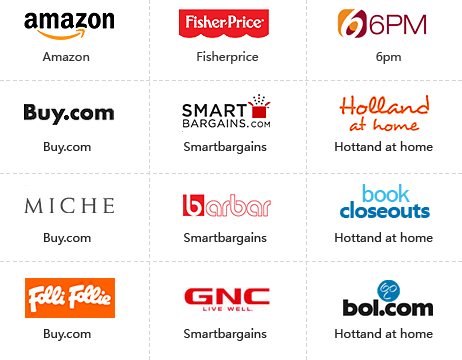 amazon
Fisher-Price
6PM
Amazon
Fisherprice
6pm
Buy.com
SMART
BARGAINS.COM
Holland
at home
Buy.com
Smartbargains
Hottand at home
MICHE
barbar
book
closeouts
Buy.com
Smartbargains
Hottand at home
Folli Follie
GNC
LIVE WELL.
go
bol.com
Buy.com
Smartbargains
Hottand at home